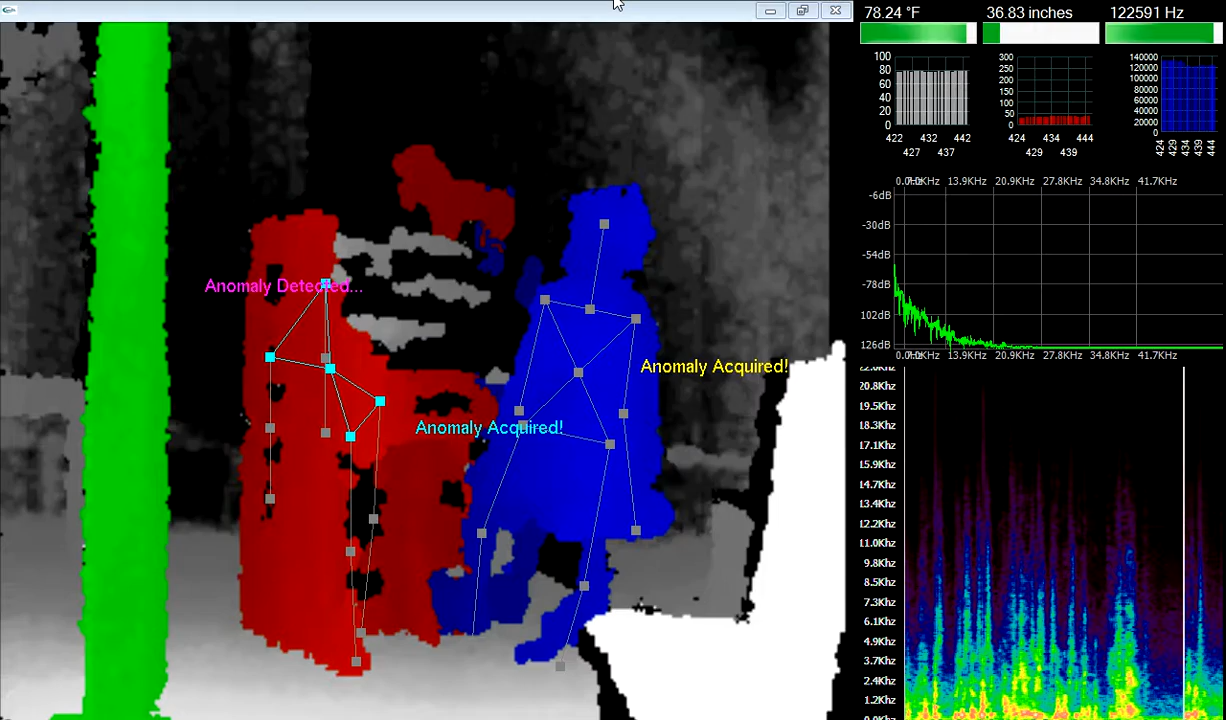 78.24 °F
36.83 inches
122591 Hz
100
80
60
40
20
0
422 432 442
427 437
300
250
200
150
100
50
0
424 434 444
429 439
140000
120000
100000
80000
60000
40000
20000
0
424 429 434 439 444
13.9KHz 20.9KHz 27.8KHz 34.8KHz 41.7KHz
-6dB
-30dB
-54dB
-78dB
102dB
126dB
13.9KHz 20.9KHz 27.8KHz 34.8KHz 41.7KHz
Anomaly Detected...
Anomaly Acquired!
Anomaly Acquired!
20.8Khz
19.5Khz
18.3Khz
17.1Khz
15.9Khz
14.7Khz
13.4Khz
12.2Khz
11.0Khz
9.8Khz
8.5Khz
7.3Khz
6.1Khz
4.9Khz
3.7Khz
2.4Khz
1.2Khz
0.0Khz